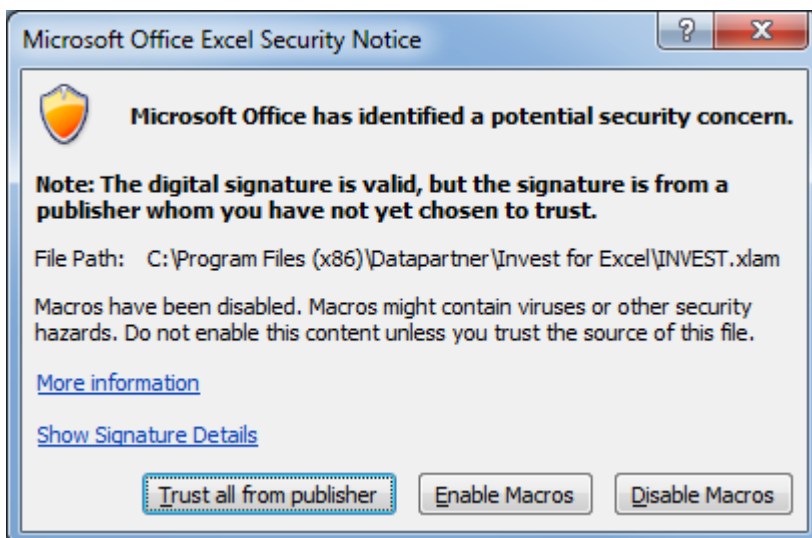 Microsoft Office Excel Security Notice
Microsoft Office has identified a potential security concern.
Note: The digital signature is valid, but the signature is from a
publisher whom you have not yet chosen to trust.
File Path: C:\Program Files (x86)\Datapartner\Invest for Excel\INVEST.xlam
Macros have been disabled. Macros might contain viruses or other security
hazards. Do not enable this content unless you trust the source of this file.
More information
Show Signature Details
Trust all from publisher Enable Macros Disable Macros